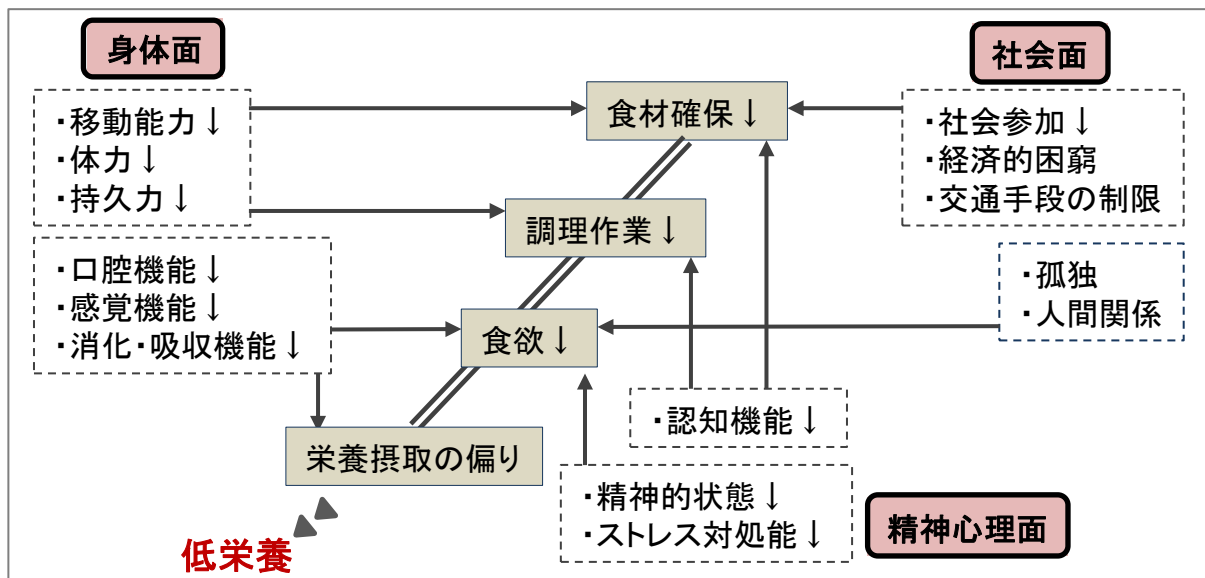 身体面
・移動能力↓
・体力↓
・持久力↓
・口腔機能↓
・感覚機能↓
・消化・吸収機能↓
食材確保↓
調理作業↓
食欲↓
栄養摂取の偏り
低栄養
社会面
・社会参加↓
・経済的困窮
・交通手段の制限
・孤独
・人間関係
・認知機能↓
・精神的状態↓
・ストレス対処能↓
精神心理面